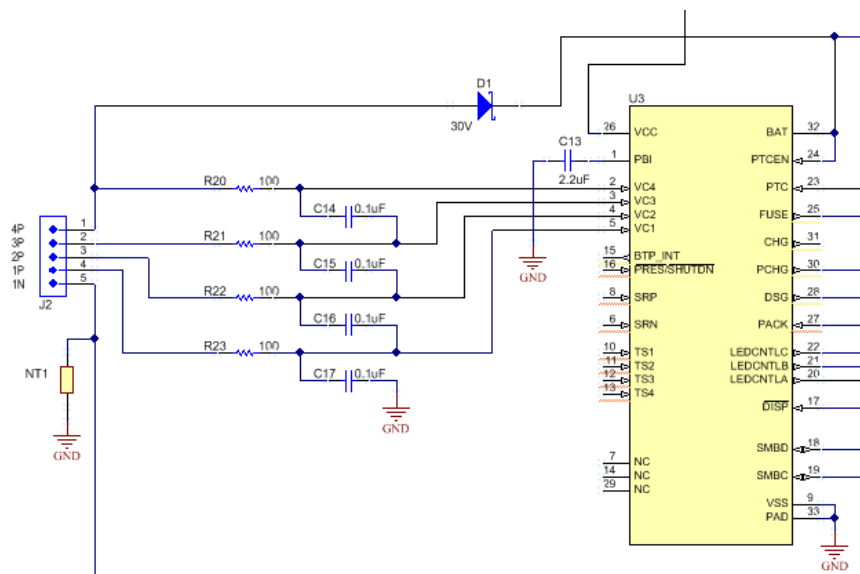 D1
30V
U3
26 VCC
BAT 32
C13
2.2uF
1 PBI
PTCEN 24
R20 100
2 VC4
PTC 23
C14 0.1uF
3 VC3
4P 1
4 VC2
FUSE 25
5 VC1
3P 2
R21 100
CHG 31
2P 3
15 BTP_INT
1P 4
C15 0.1uF
16 PRES/SHUTDN
PCHG 30
1N 5
GND
J2
R22 100
8 SRP
DSG 28
C16 0.1uF
6 SRN
PACK 27
R23 100
10 TS1
LEDCNTLC 22
11 TS2
LEDCNTLB 21
NT1
C17 0.1uF
12 TS3
LEDCNTLA 20
13 TS4
DISP 17
GND
GND
SMBD 18
7 NC
14 NC
SMBC 19
29 NC
VSS 9
PAD 33
GND